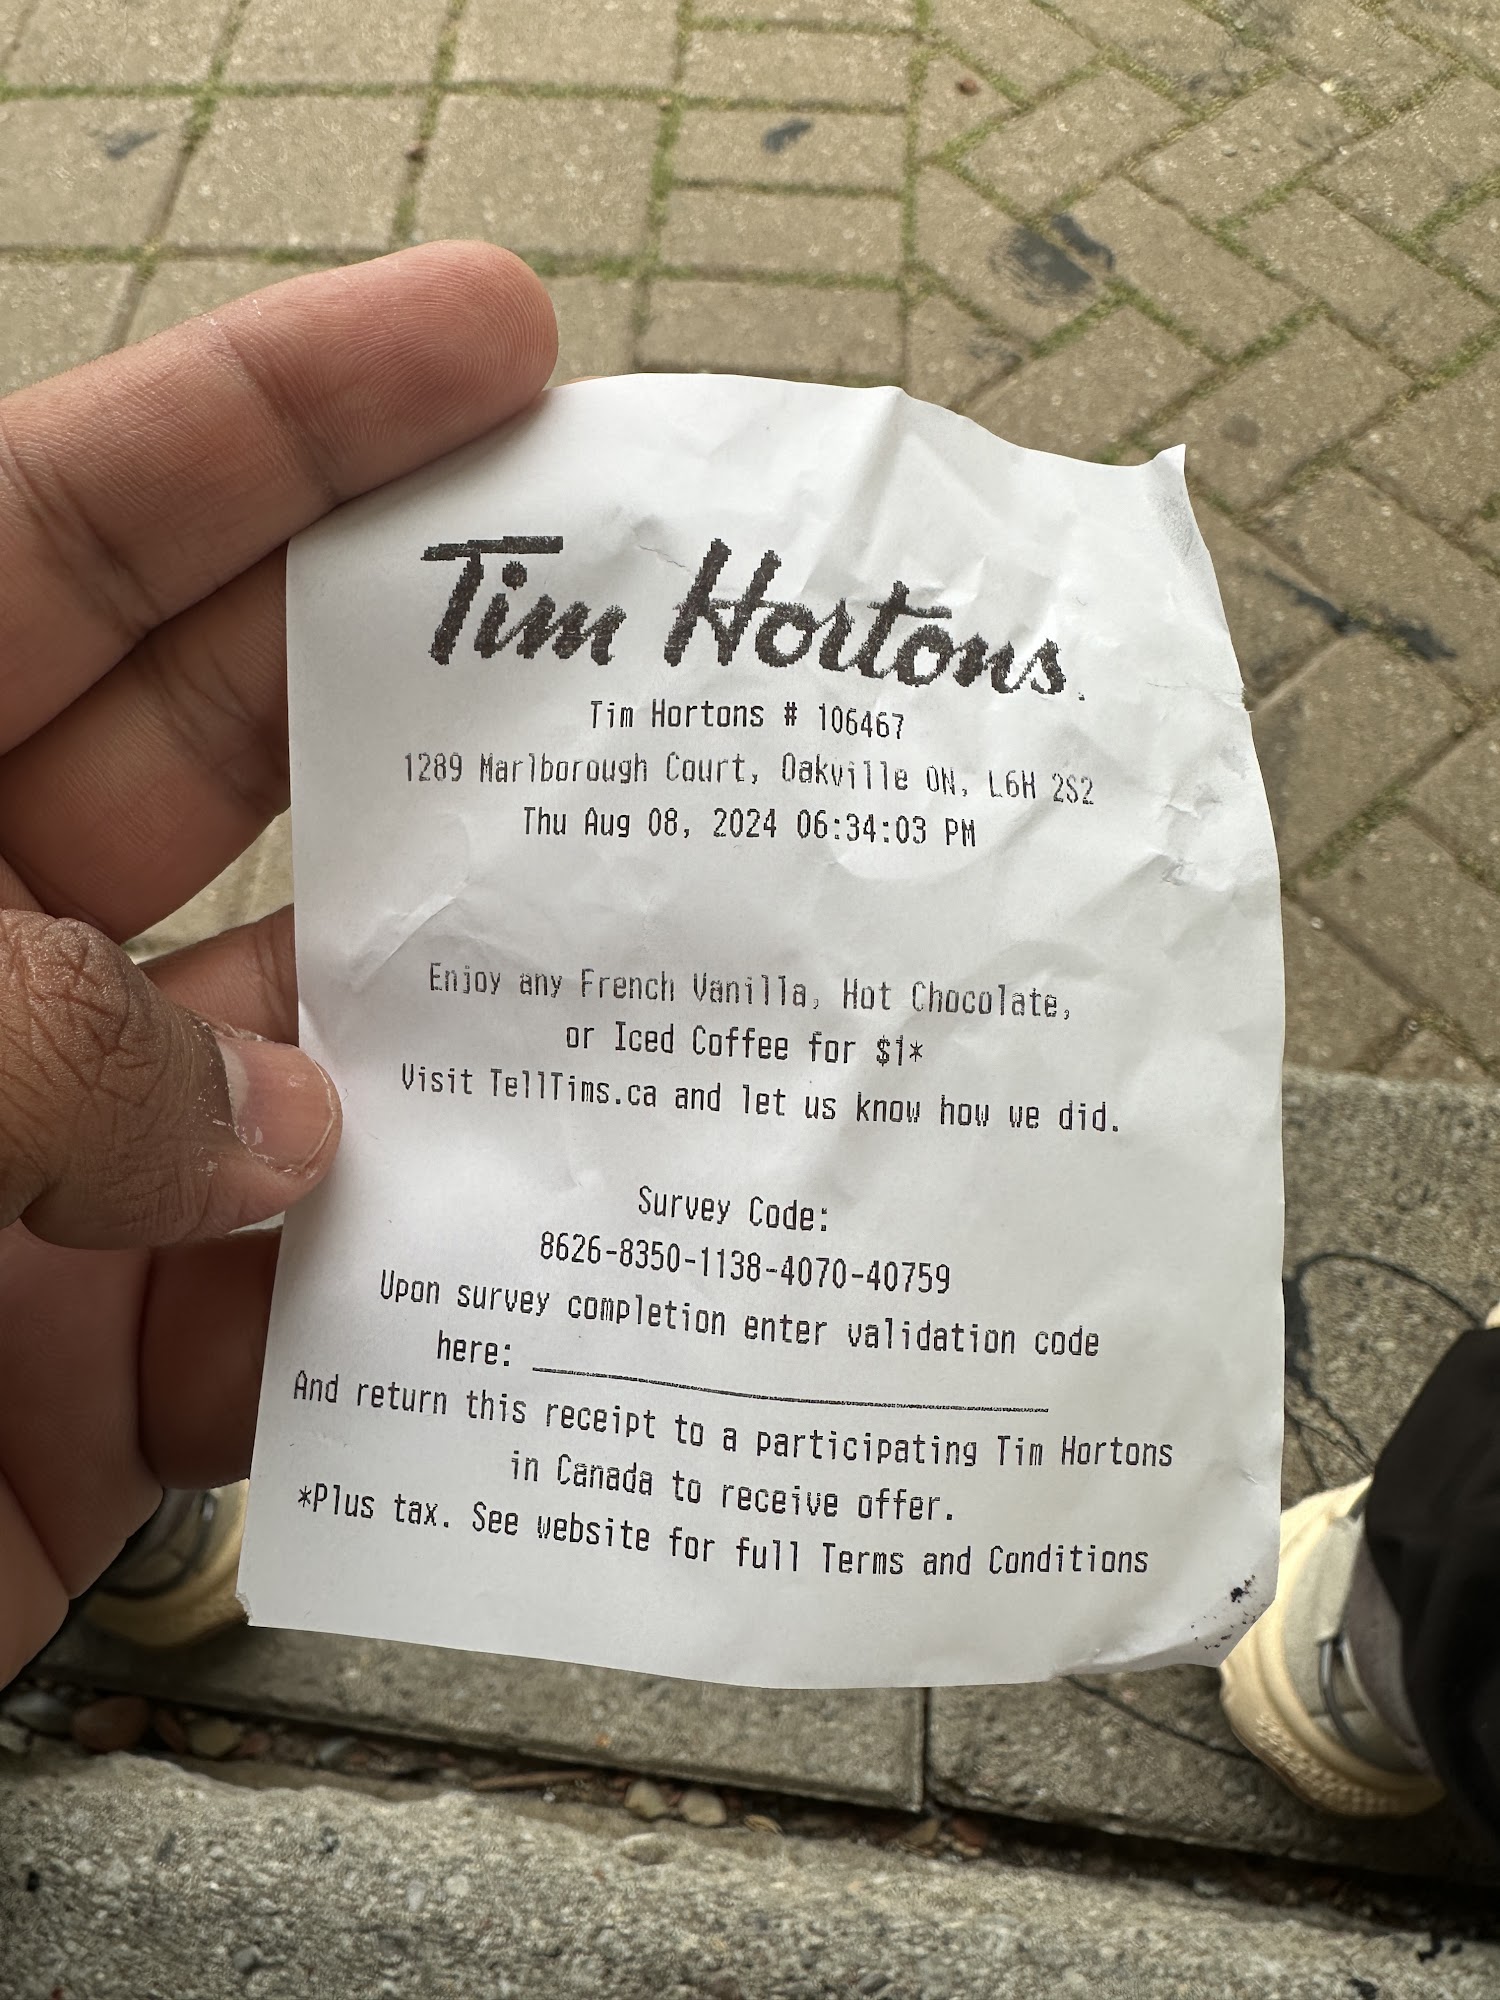 Tim Hortons.
Tim Hortons # 106467
1289 Marlborough Court, Oakville ON, L6H 2S2
Thu Aug 08, 2024 06:34:03 PM
Enjoy any French Vanilla, Hot Chocolate,
or Iced Coffee for $1*
Visit TellTims.ca and let us know how we did.
Survey Code:
8626-8350-1138-4070-40759
Upon survey completion enter validation code
here: ______________________________
And return this receipt to a participating Tim Hortons
in Canada to receive offer.
*Plus tax. See website for full Terms and Conditions